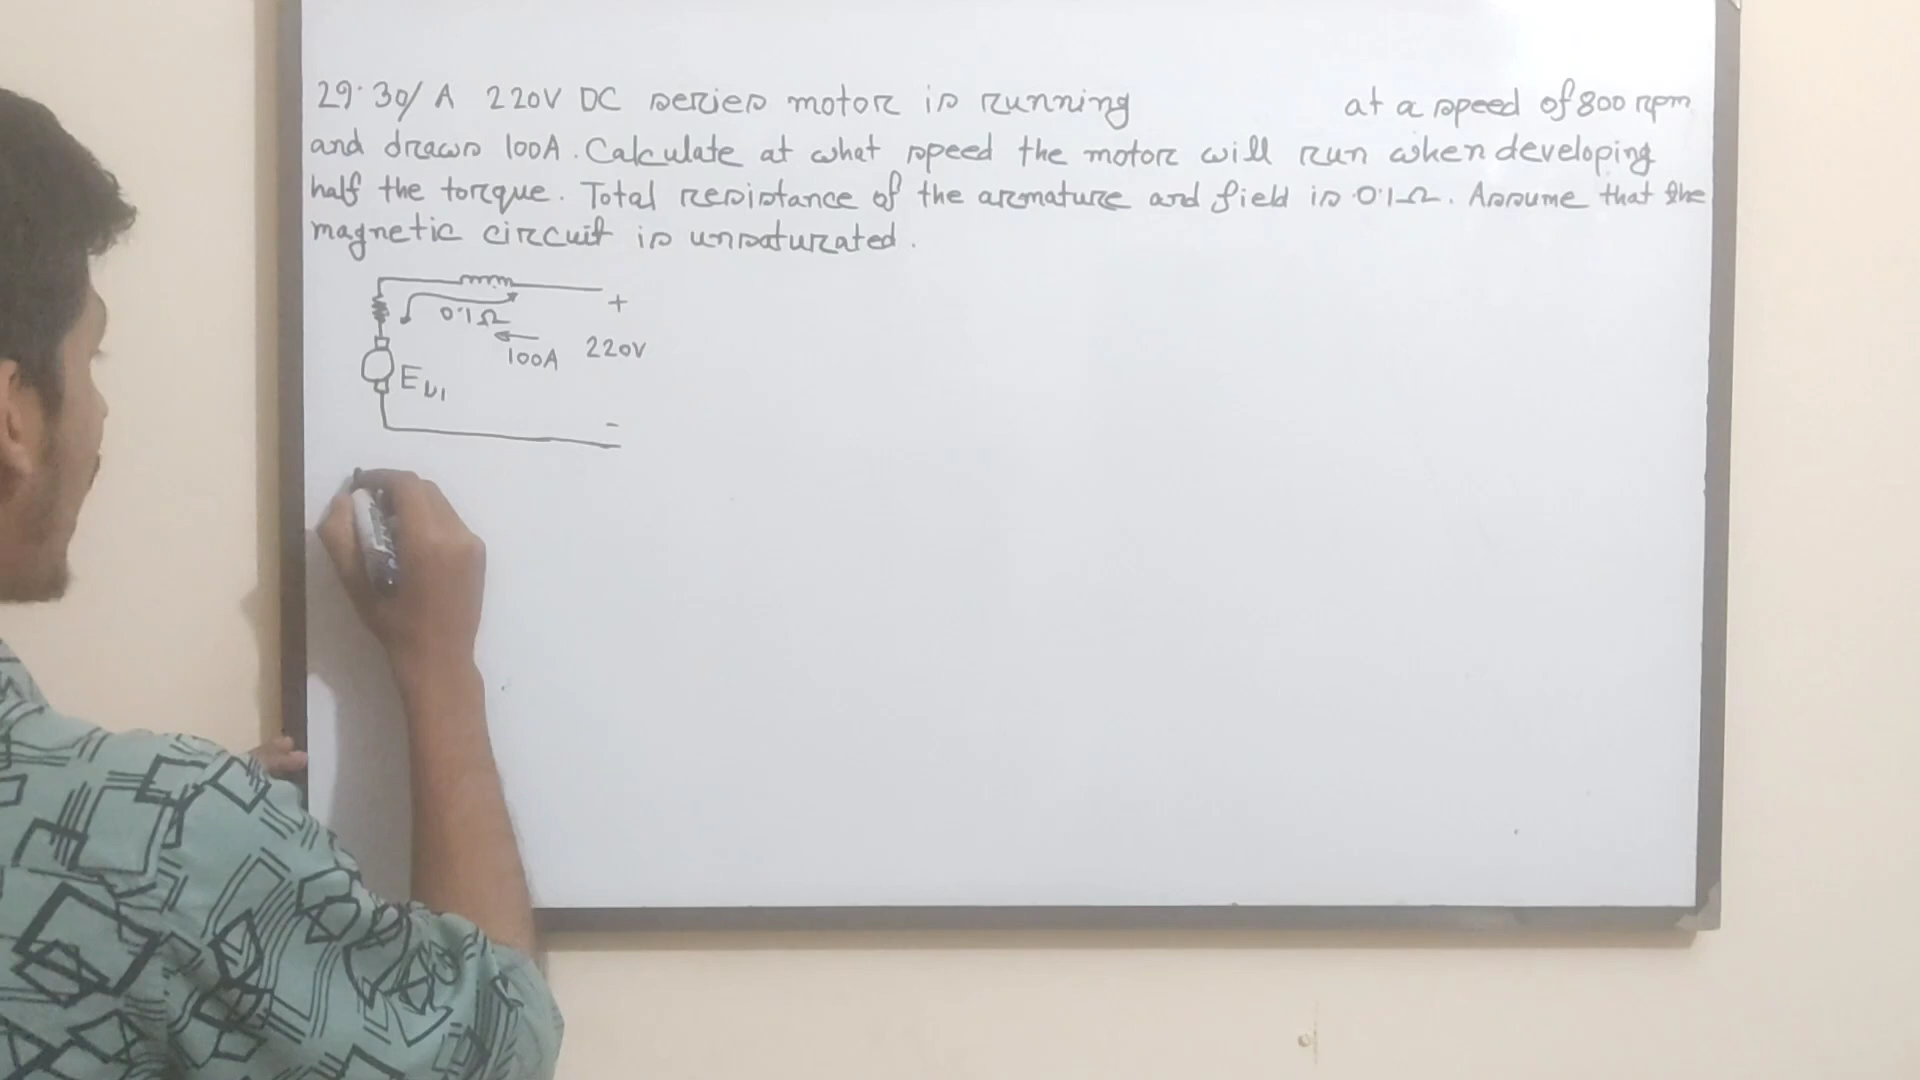 29.30/ A 220V DC series motor is running at a speed of 800 rpm
and draws 100A. Calculate at what speed the motor will run when developing
half the torque. Total resistance of the armature and field is 0.1Ω. Assume that the
magnetic circuit is unsaturated.
+
0.1Ω
100A 220V
Eb1
-